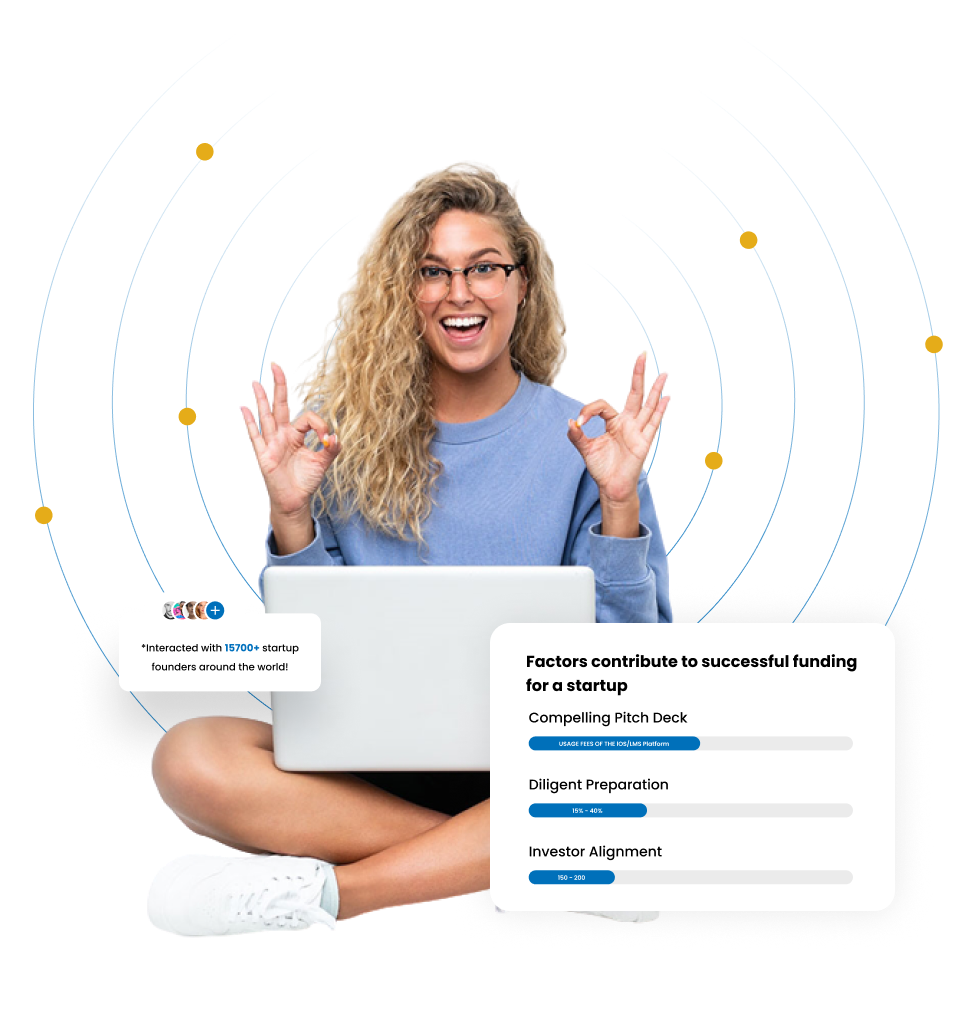 *Interacted with 15700+ startup
founders around the world!
Factors contribute to successful funding
for a startup
Compelling Pitch Deck
USAGE FEES OF THE IOS/LMS Platform
Diligent Preparation
15% - 40%
Investor Alignment
150 - 200